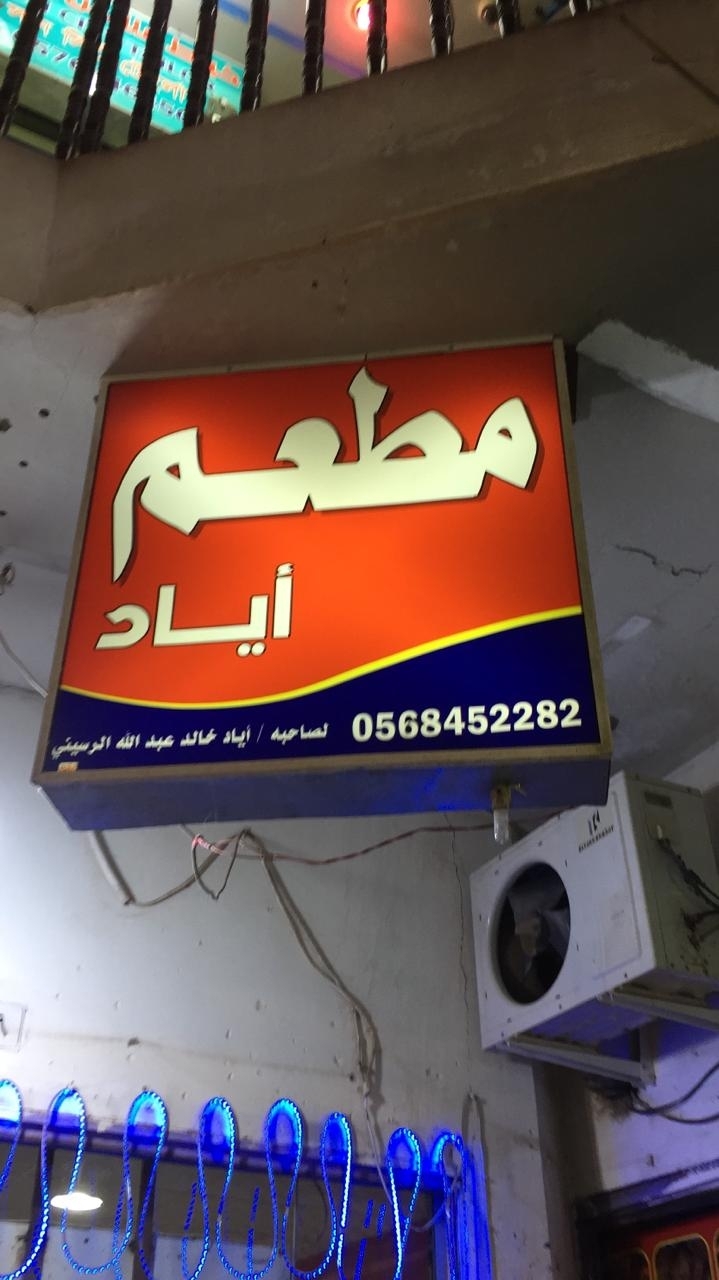 مطعم
أياد
لصاحبه / أياد خالد عبد الله الرسيني 0568452282